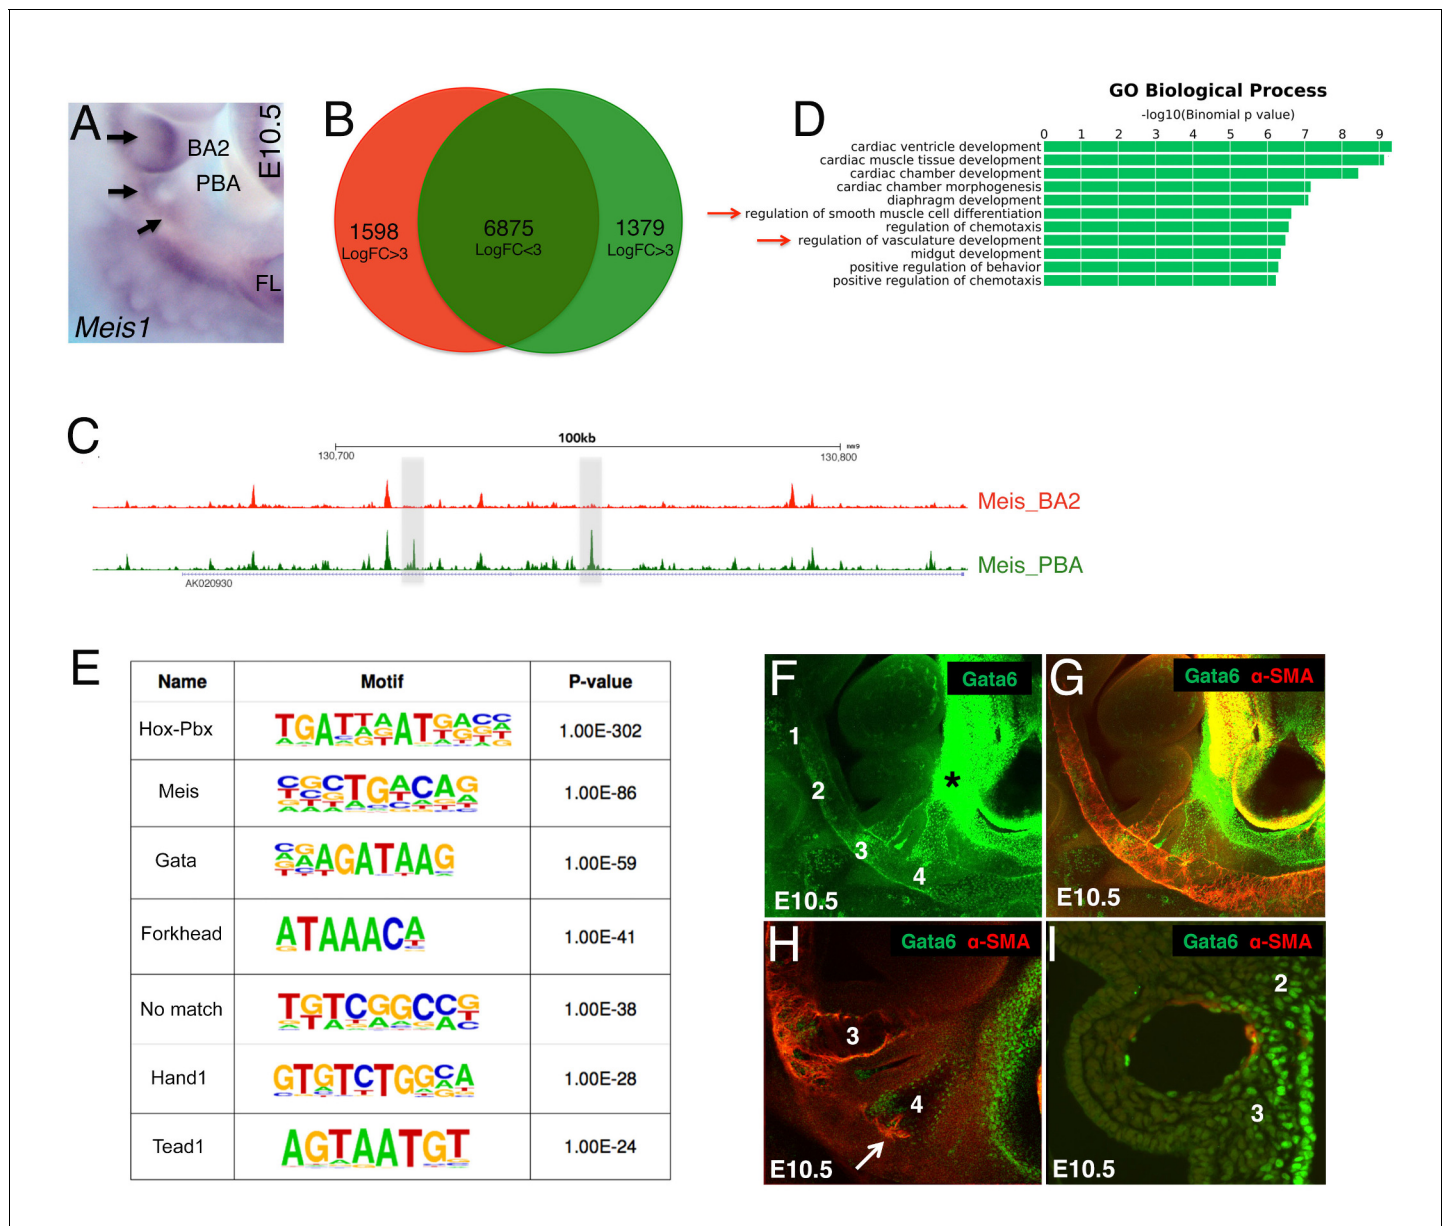 A
E10.5
BA2
PBA
FL
Meis1
B
1598
LogFC>3
6875
LogFC<3
1379
LogFC>3
D
GO Biological Process
-log10(Binomial p value)
0 1 2 3 4 5 6 7 8 9
cardiac ventricle development
cardiac muscle tissue development
cardiac chamber development
cardiac chamber morphogenesis
diaphragm development
regulation of smooth muscle cell differentiation
regulation of chemotaxis
regulation of vasculature development
midgut development
positive regulation of behavior
positive regulation of chemotaxis
C
100kb
mm9
130,700
130,800
Meis_BA2
Meis_PBA
AK020930
E
Name Motif P-value
Hox-Pbx TGATTAATGACC 1.00E-302
Meis CGCTGACAG 1.00E-86
Gata CGAGATAAG 1.00E-59
Forkhead ATAAACA 1.00E-41
No match TGTCGGCCG 1.00E-38
Hand1 GTGTCTGGCA 1.00E-28
Tead1 AGTAATGT 1.00E-24
F
Gata6
1
2
3
4
*
E10.5
G
Gata6 α-SMA
E10.5
H
Gata6 α-SMA
3
4
E10.5
I
Gata6 α-SMA
2
3
E10.5